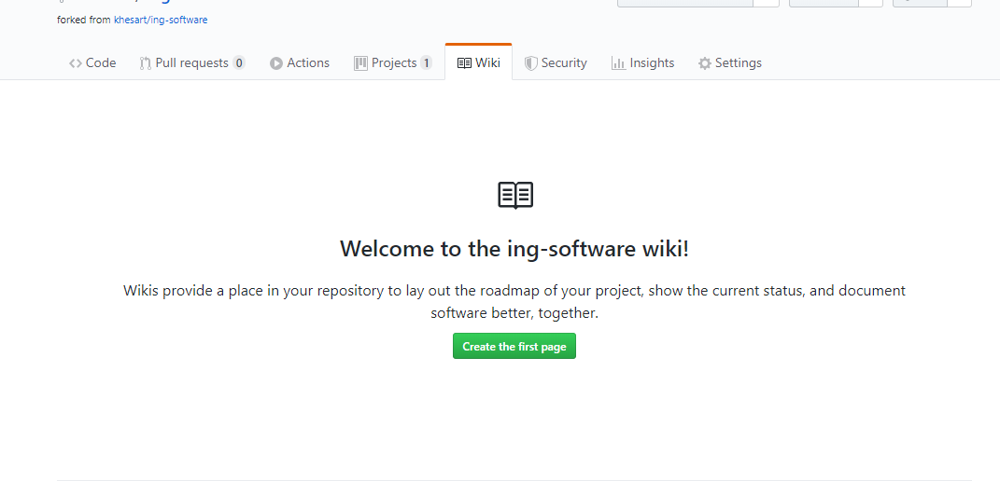 forked from khesart/ing-software
Code Pull requests 0 Actions Projects 1 Wiki Security Insights Settings
Welcome to the ing-software wiki!
Wikis provide a place in your repository to lay out the roadmap of your project, show the current status, and document
software better, together.
Create the first page